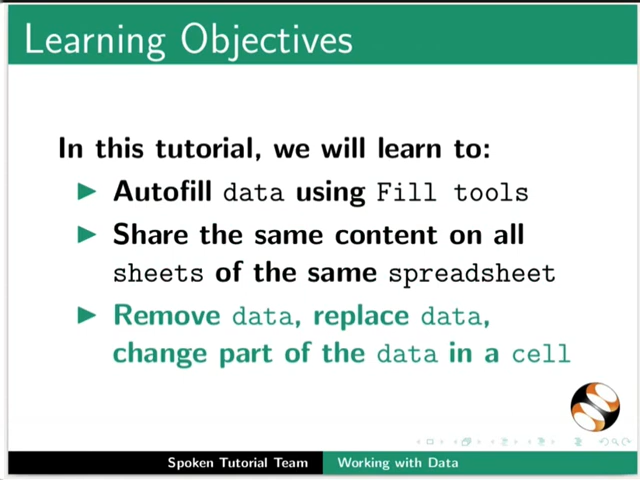 Learning Objectives
In this tutorial, we will learn to:
Autofill data using Fill tools
Share the same content on all
sheets of the same spreadsheet
Remove data, replace data,
change part of the data in a cell
Spoken Tutorial Team Working with Data